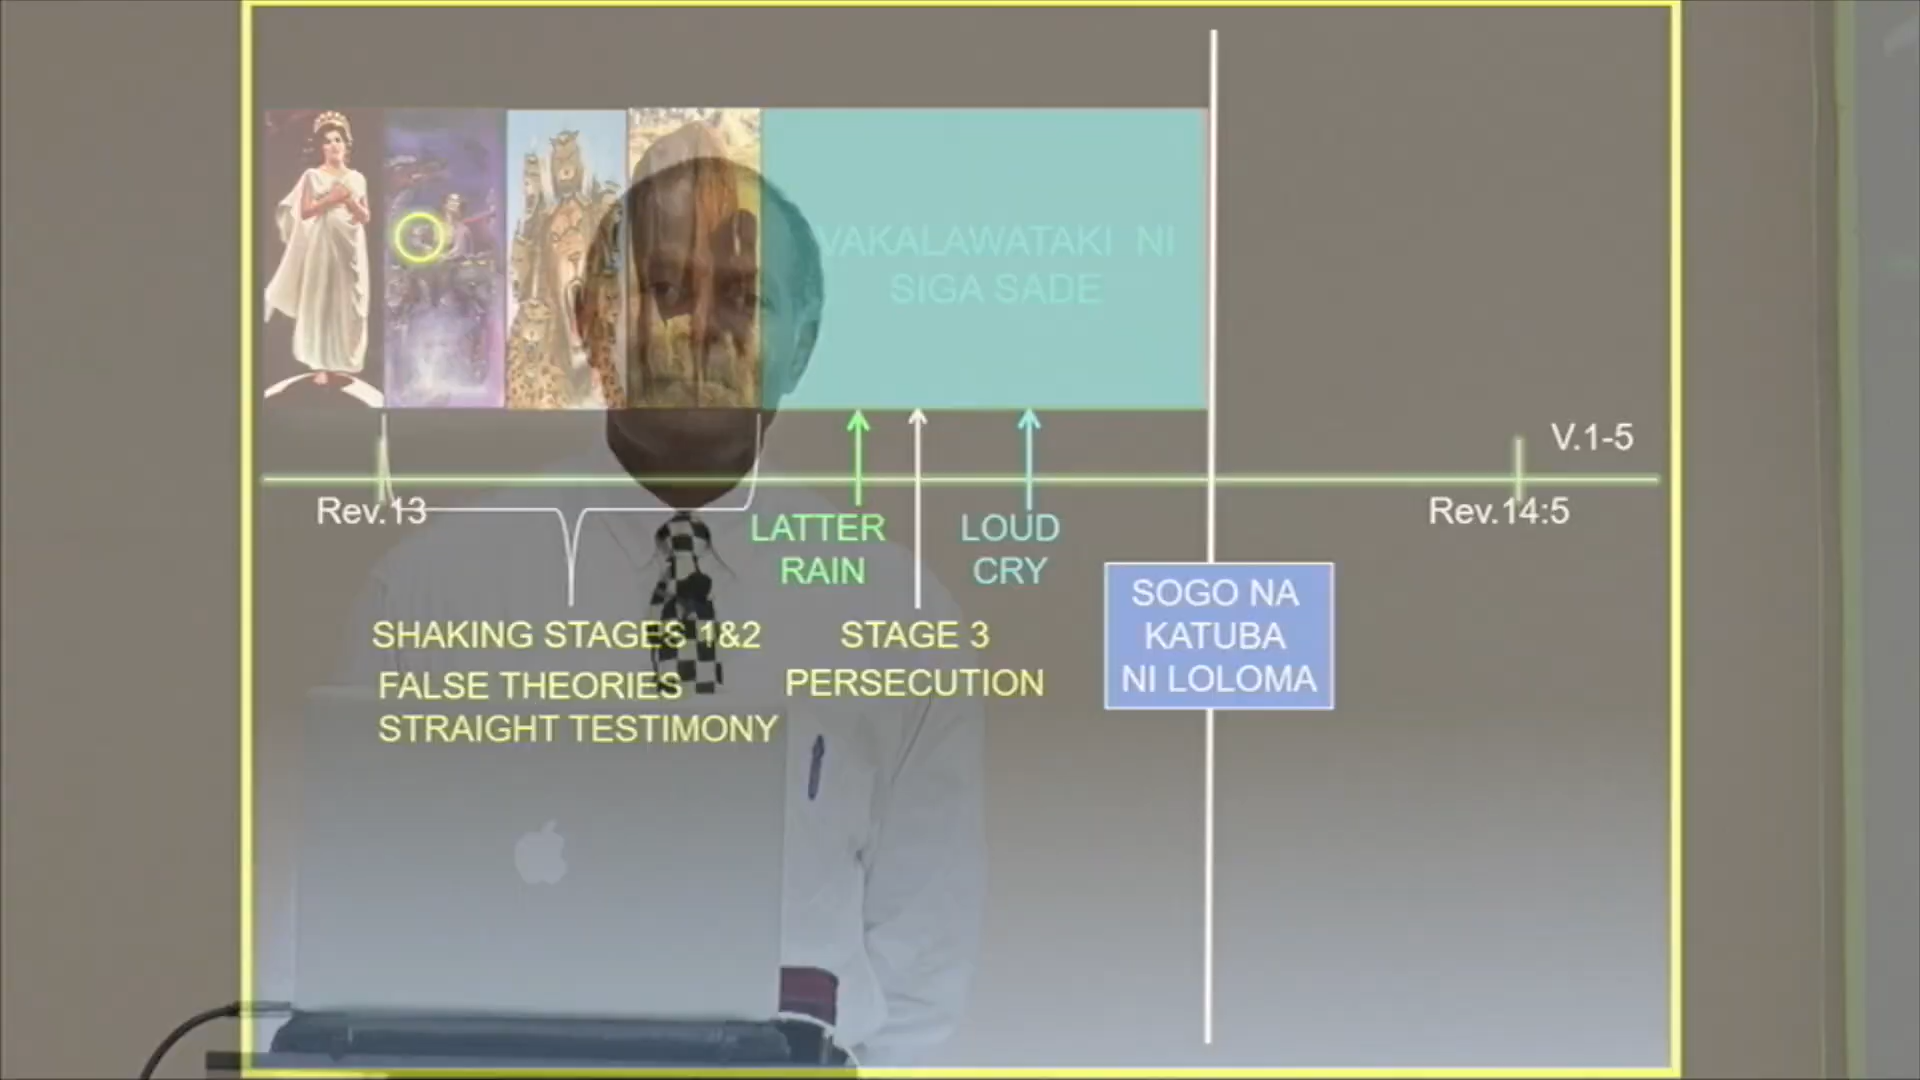 VAKALAWATAKI NI
SIGA SADE
V.1-5
Rev.13
Rev.14:5
LATTER
RAIN
LOUD
CRY
SHAKING STAGES 1&2
FALSE THEORIES
STRAIGHT TESTIMONY
STAGE 3
PERSECUTION
SOGO NA
KATUBA
NI LOLOMA